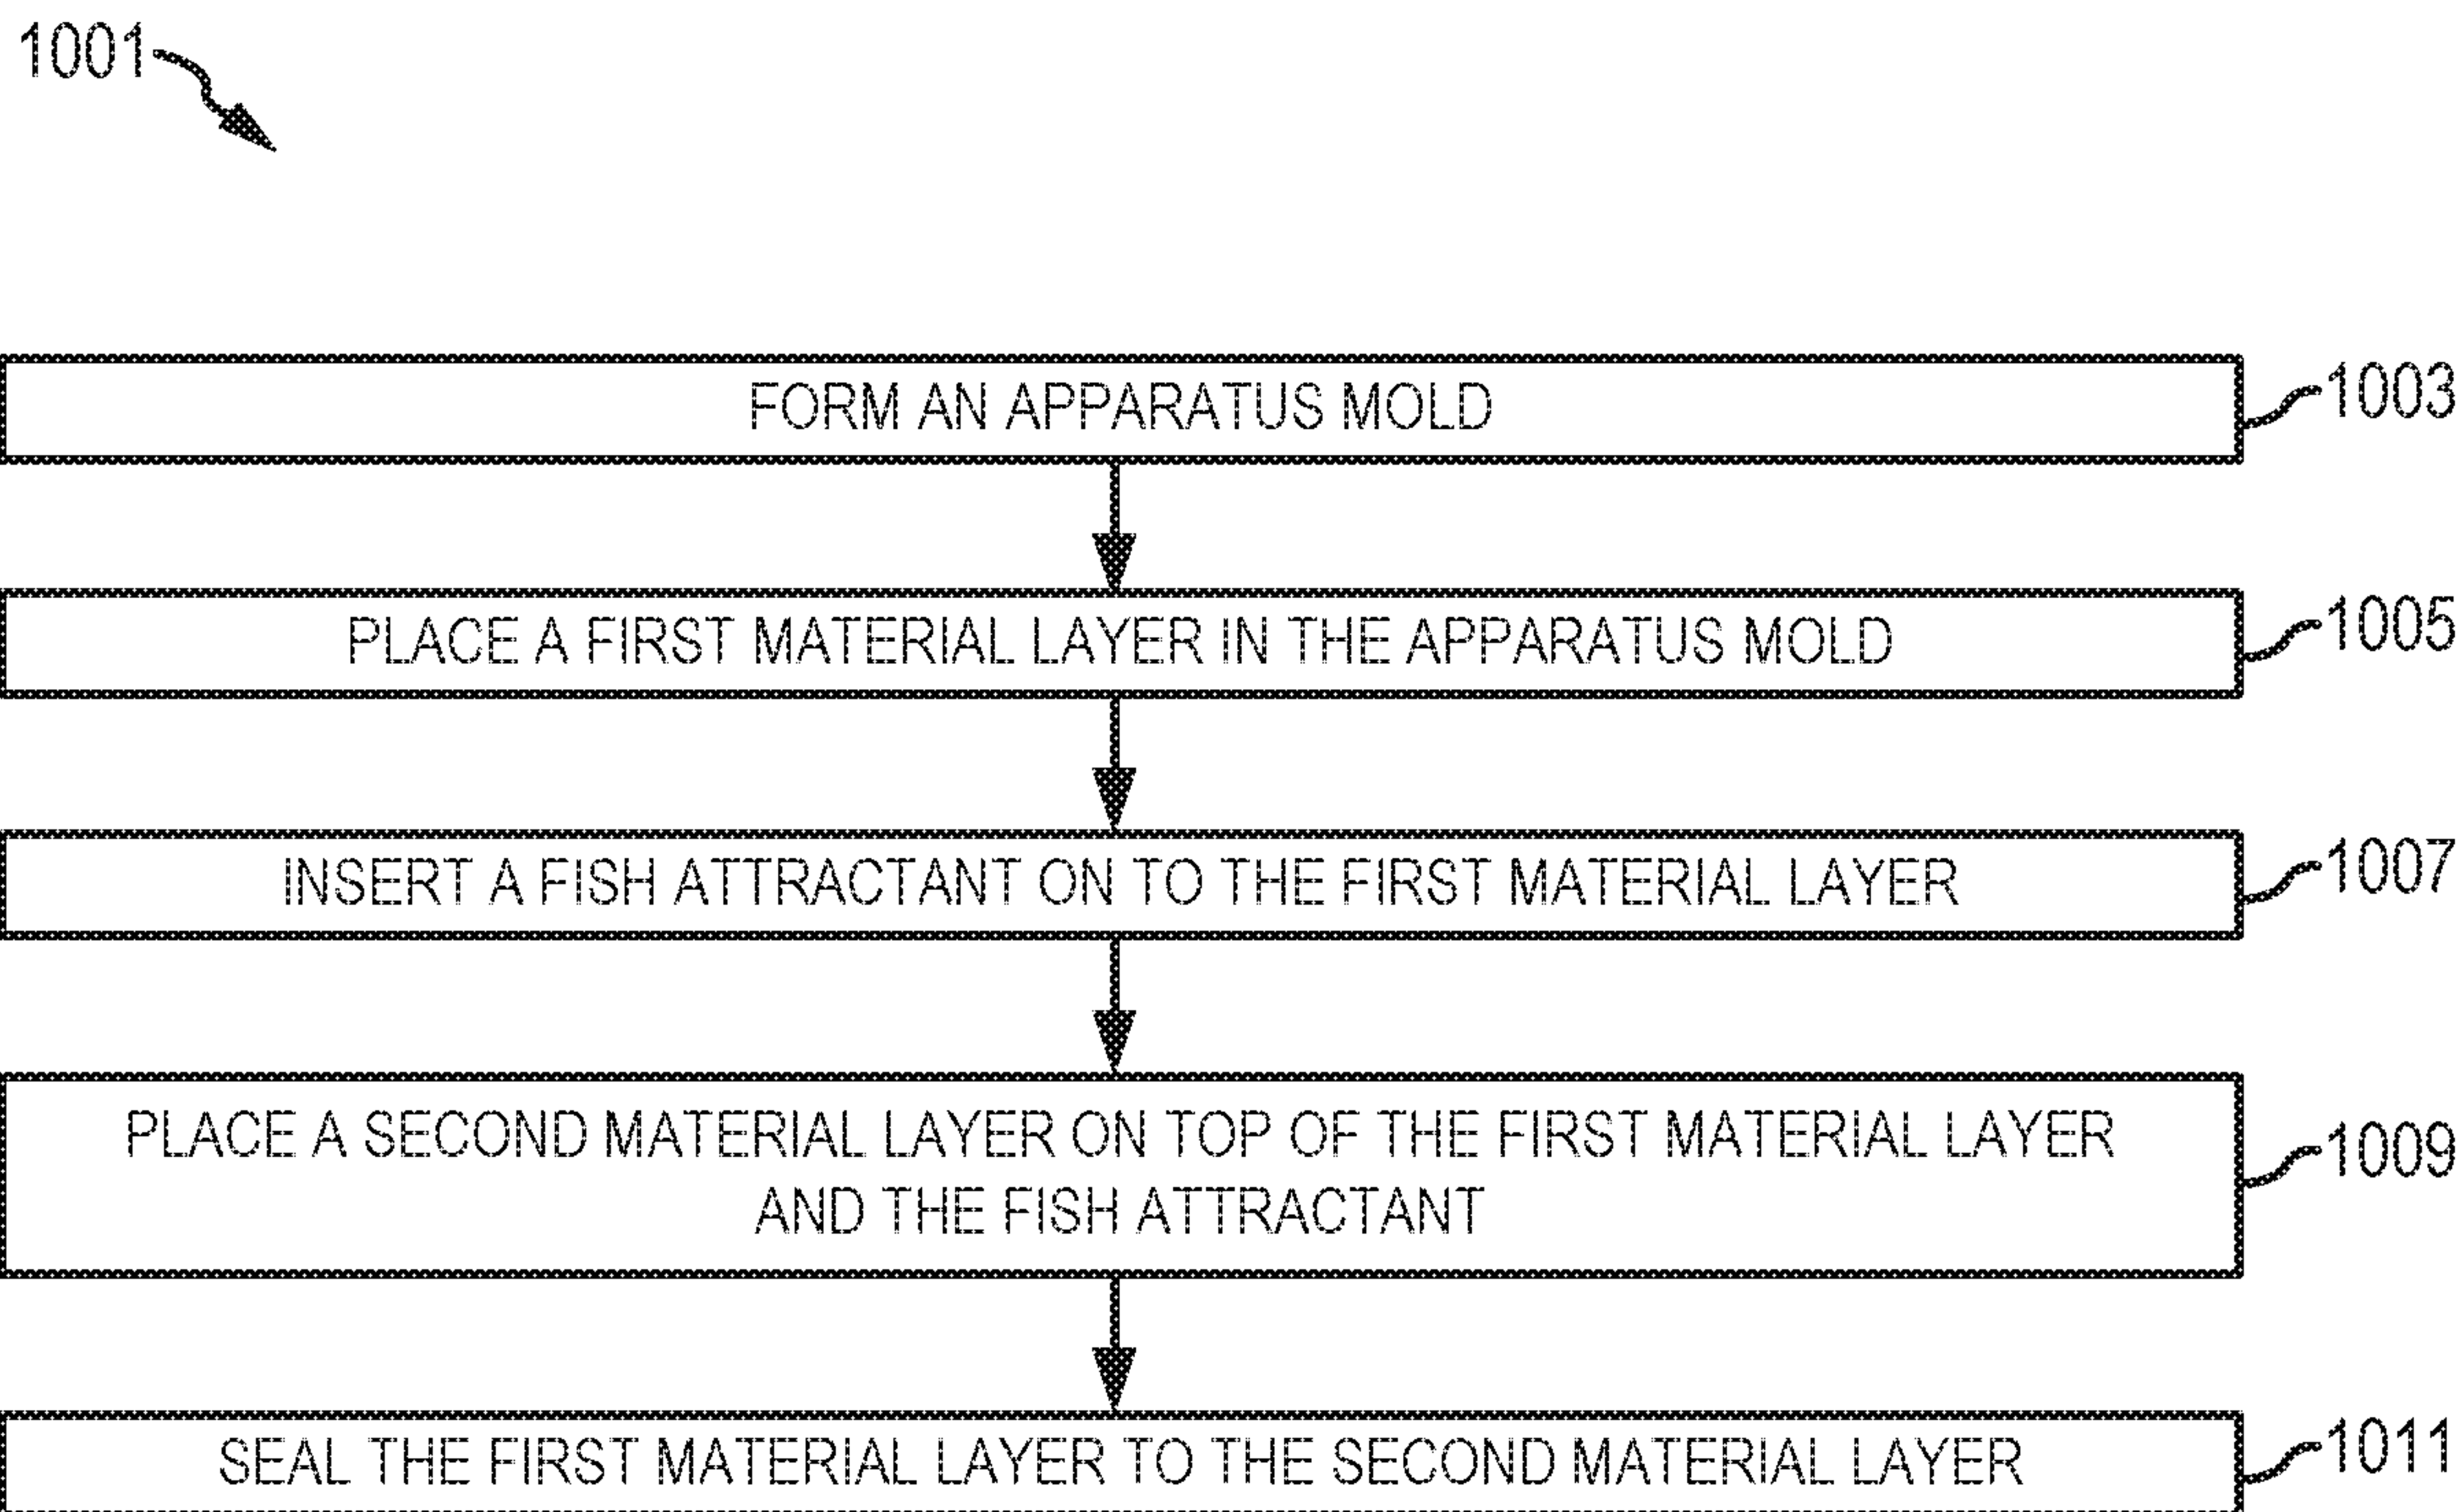 1001
FORM AN APPARATUS MOLD
1003
PLACE A FIRST MATERIAL LAYER IN THE APPARATUS MOLD
1005
INSERT A FISH ATTRACTANT ON TO THE FIRST MATERIAL LAYER
1007
PLACE A SECOND MATERIAL LAYER ON TOP OF THE FIRST MATERIAL LAYER
AND THE FISH ATTRACTANT
1009
SEAL THE FIRST MATERIAL LAYER TO THE SECOND MATERIAL LAYER
1011